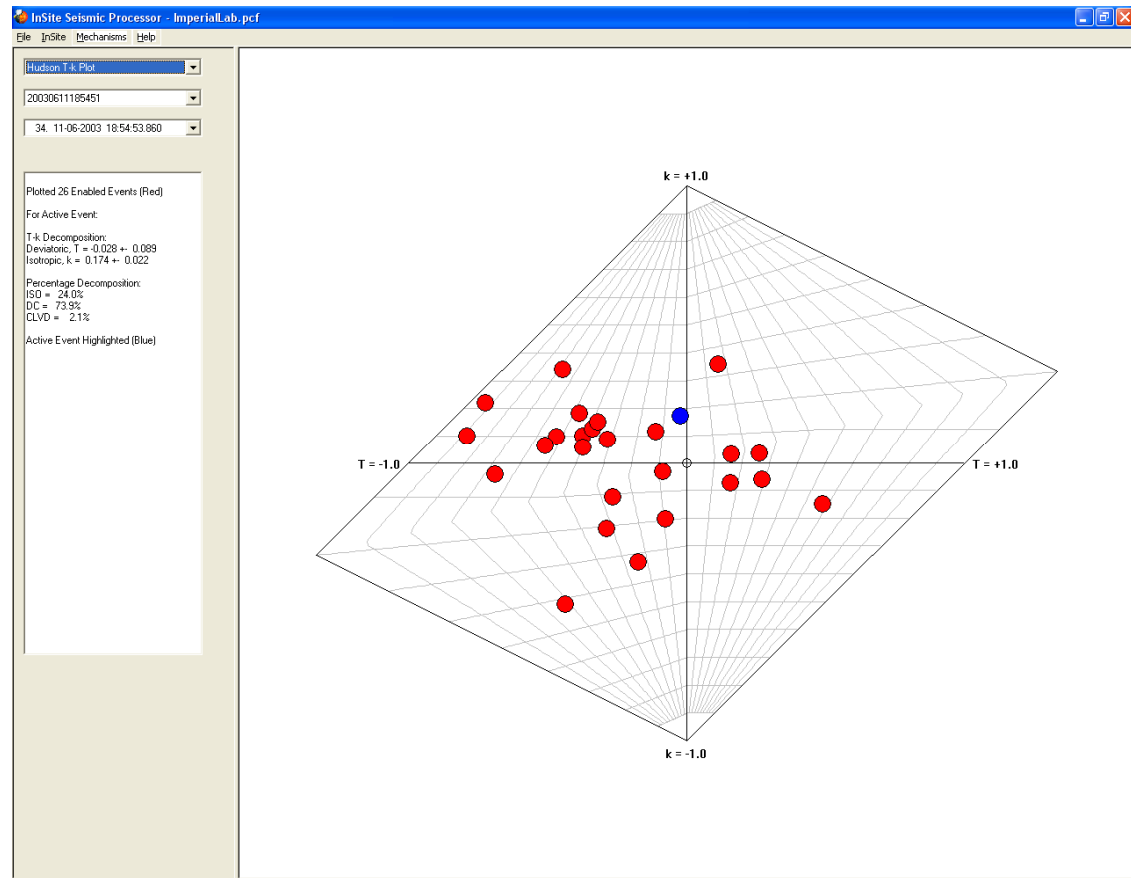 InSite Seismic Processor - ImperialLab.pcf
File InSite Mechanisms Help
Hudson T-k Plot
20030611185451
34. 11-06-2003 18:54:53.860
Plotted 26 Enabled Events (Red)
For Active Event:
T-k Decomposition:
Deviatoric, T = -0.028 +- 0.089
Isotropic, k = 0.174 +- 0.022
Percentage Decomposition:
ISO = 24.0%
DC = 73.9%
CLVD = 2.1%
Active Event Highlighted (Blue)
k = +1.0
T = -1.0
T = +1.0
k = -1.0